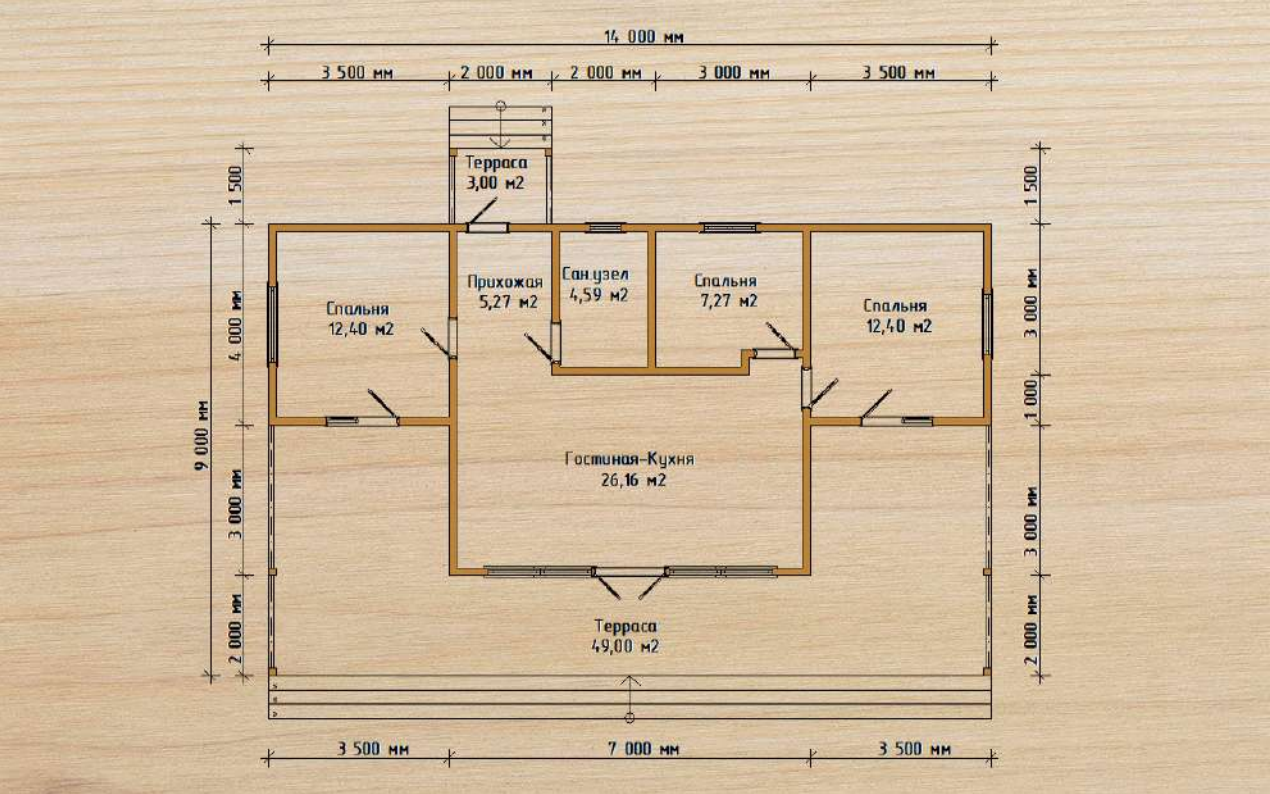 14 000 мм
3 500 мм
2 000 мм
2 000 мм
3 000 мм
3 500 мм
Терраса
3,00 м2
1 500
1 500
Спальня
12,40 м2
Прихожая
5,27 м2
Сан.узел
4,59 м2
Спальня
7,27 м2
Спальня
12,40 м2
4 000 мм
3 000 мм
1 000
9 000 мм
Гостиная-Кухня
26,16 м2
3 000 мм
3 000 мм
Терраса
49,00 м2
2 000 мм
2 000 мм
3 500 мм
7 000 мм
3 500 мм